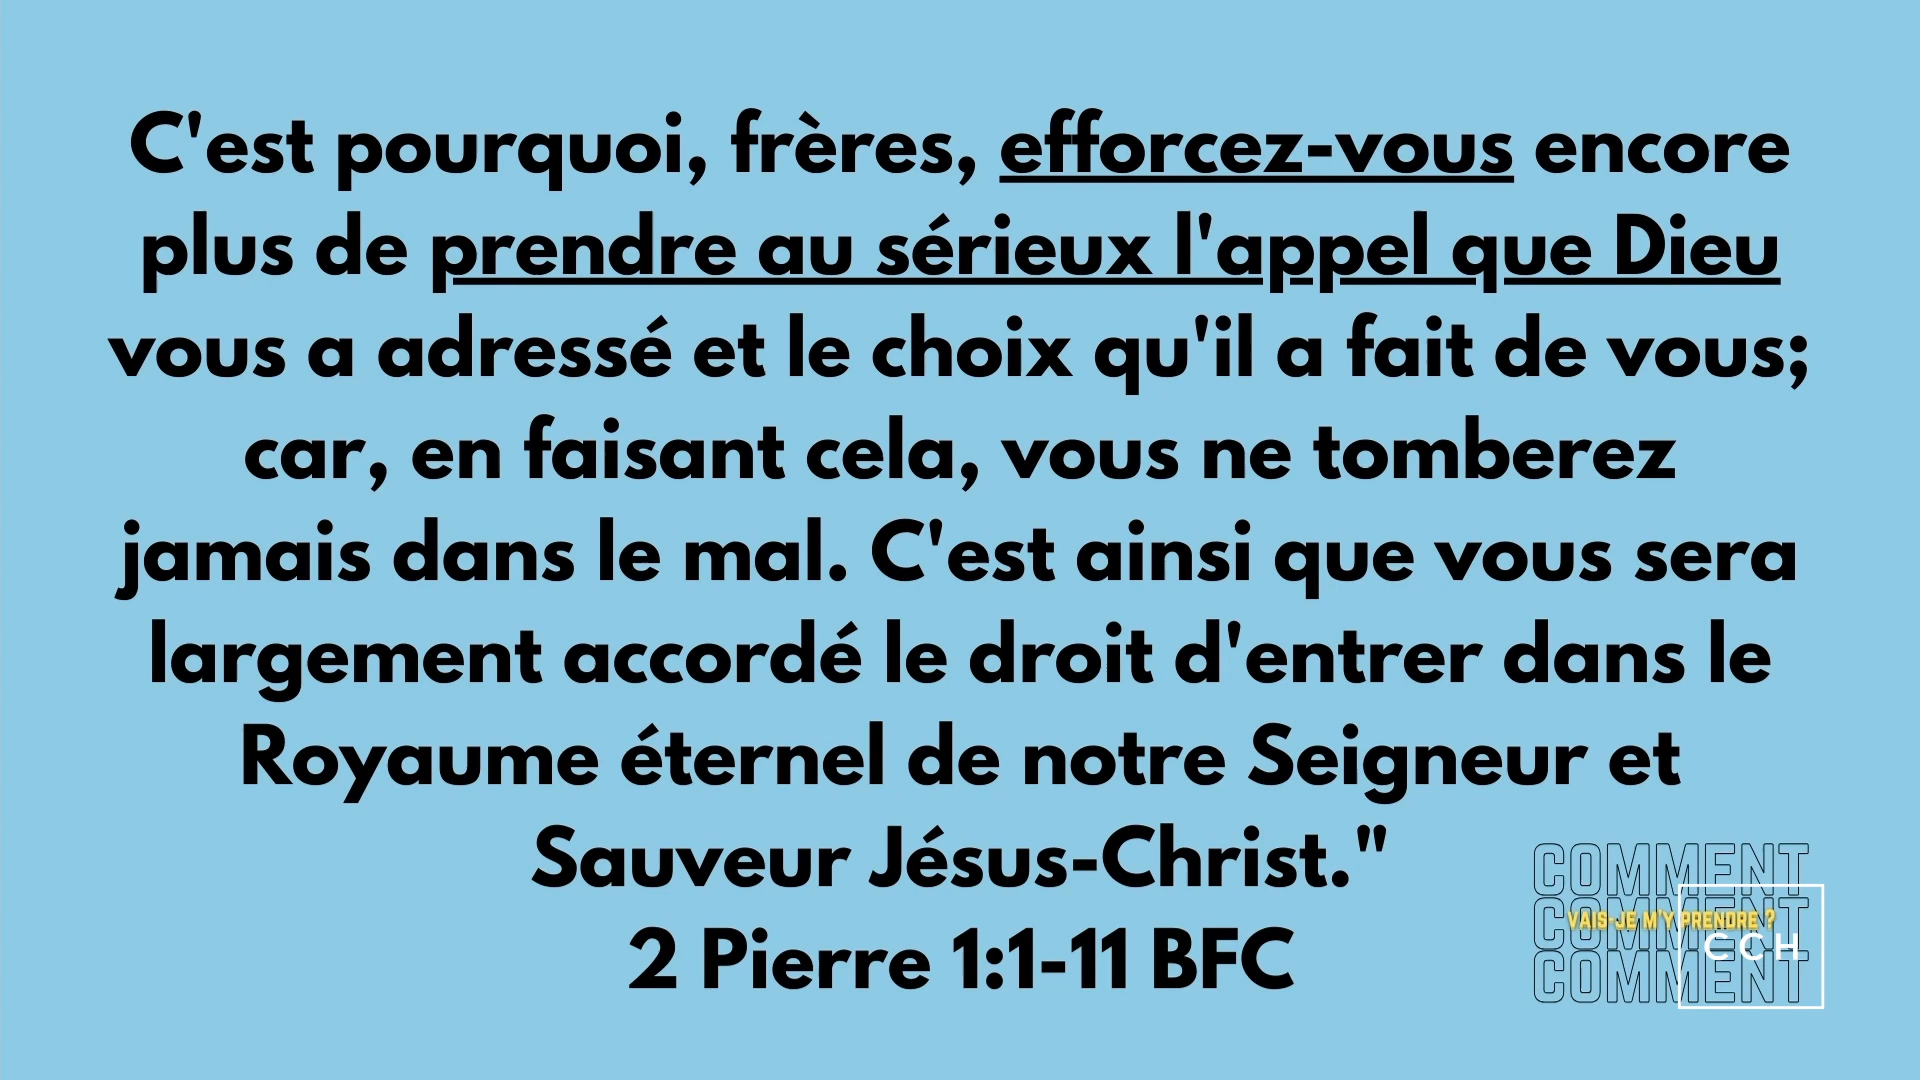 C'est pourquoi, frères, efforcez-vous encore
plus de prendre au sérieux l'appel que Dieu
vous a adressé et le choix qu'il a fait de vous;
car, en faisant cela, vous ne tomberez
jamais dans le mal. C'est ainsi que vous sera
largement accordé le droit d'entrer dans le
Royaume éternel de notre Seigneur et
Sauveur Jésus-Christ."
2 Pierre 1:1-11 BFC
COMMENT
COMMENT
VAIS-JE M'Y PRENDRE ?
CCH
COMMENT